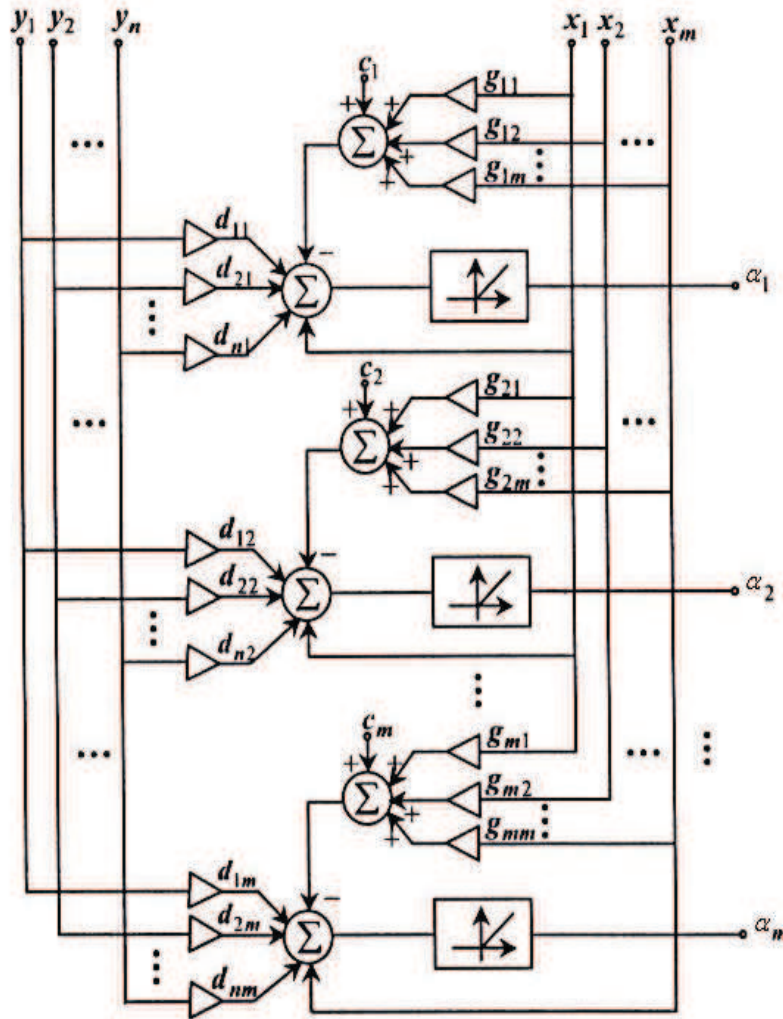 y1 y2 yn x1 x2 xm
c1 g11
+ +
Σ g12
... + ... ...
+ g1m
d11 −
d21 Σ α1
...
dn1
c2 g21
+ +
Σ g22
... + ... ...
+ g2m
d12 −
d22 Σ α2
...
dn2
...
cm gm1
+ +
Σ gm2
... + ... ... ...
+ gmm
d1m −
d2m Σ αm
...
dnm